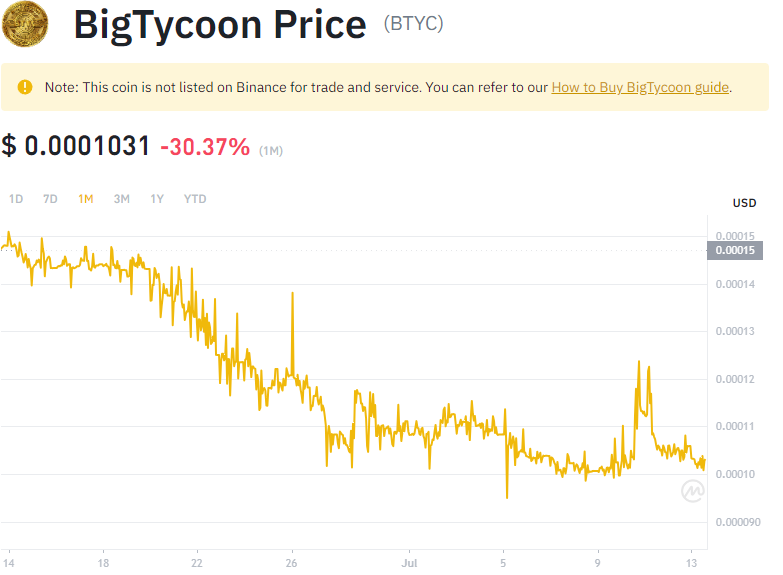 BigTycoon Price (BTYC)
Note: This coin is not listed on Binance for trade and service. You can refer to our How to Buy BigTycoon guide.
$ 0.0001031 -30.37% (1M)
1D 7D 1M 3M 1Y YTD
USD
0.00015
0.00015
0.00014
0.00013
0.00012
0.00011
0.00010
0.000090
14 18 22 26 Jul 5 9 13